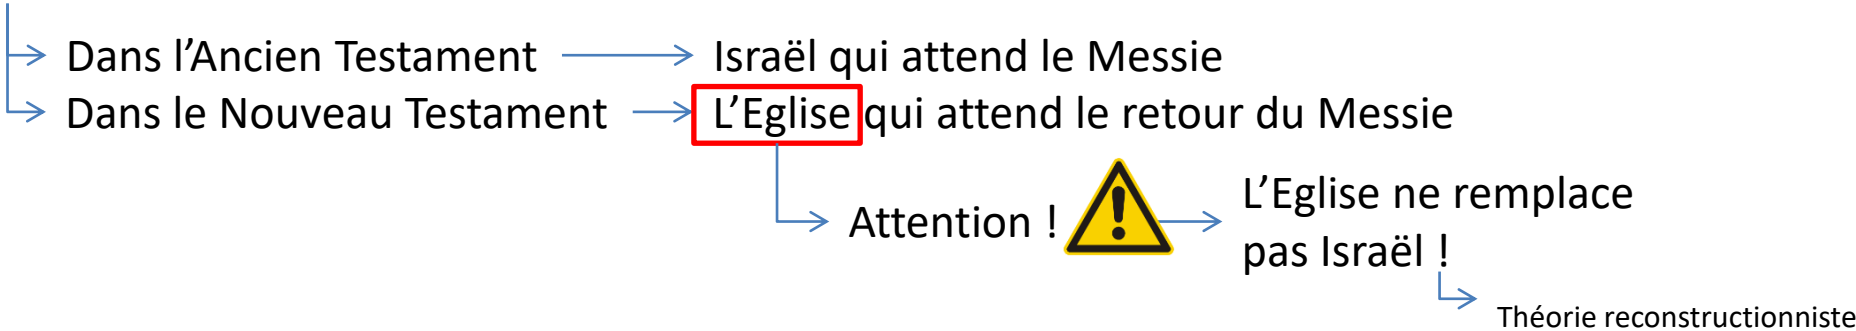 Dans l’Ancien Testament Israël qui attend le Messie
Dans le Nouveau Testament L’Eglise qui attend le retour du Messie
Attention ! L’Eglise ne remplace
pas Israël !
Théorie reconstructionniste